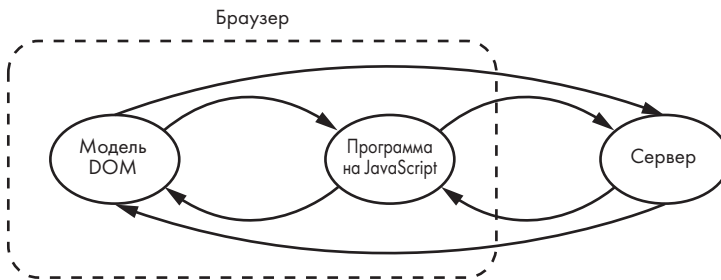 Браузер
Модель
DOM
Программа
на JavaScript
Сервер